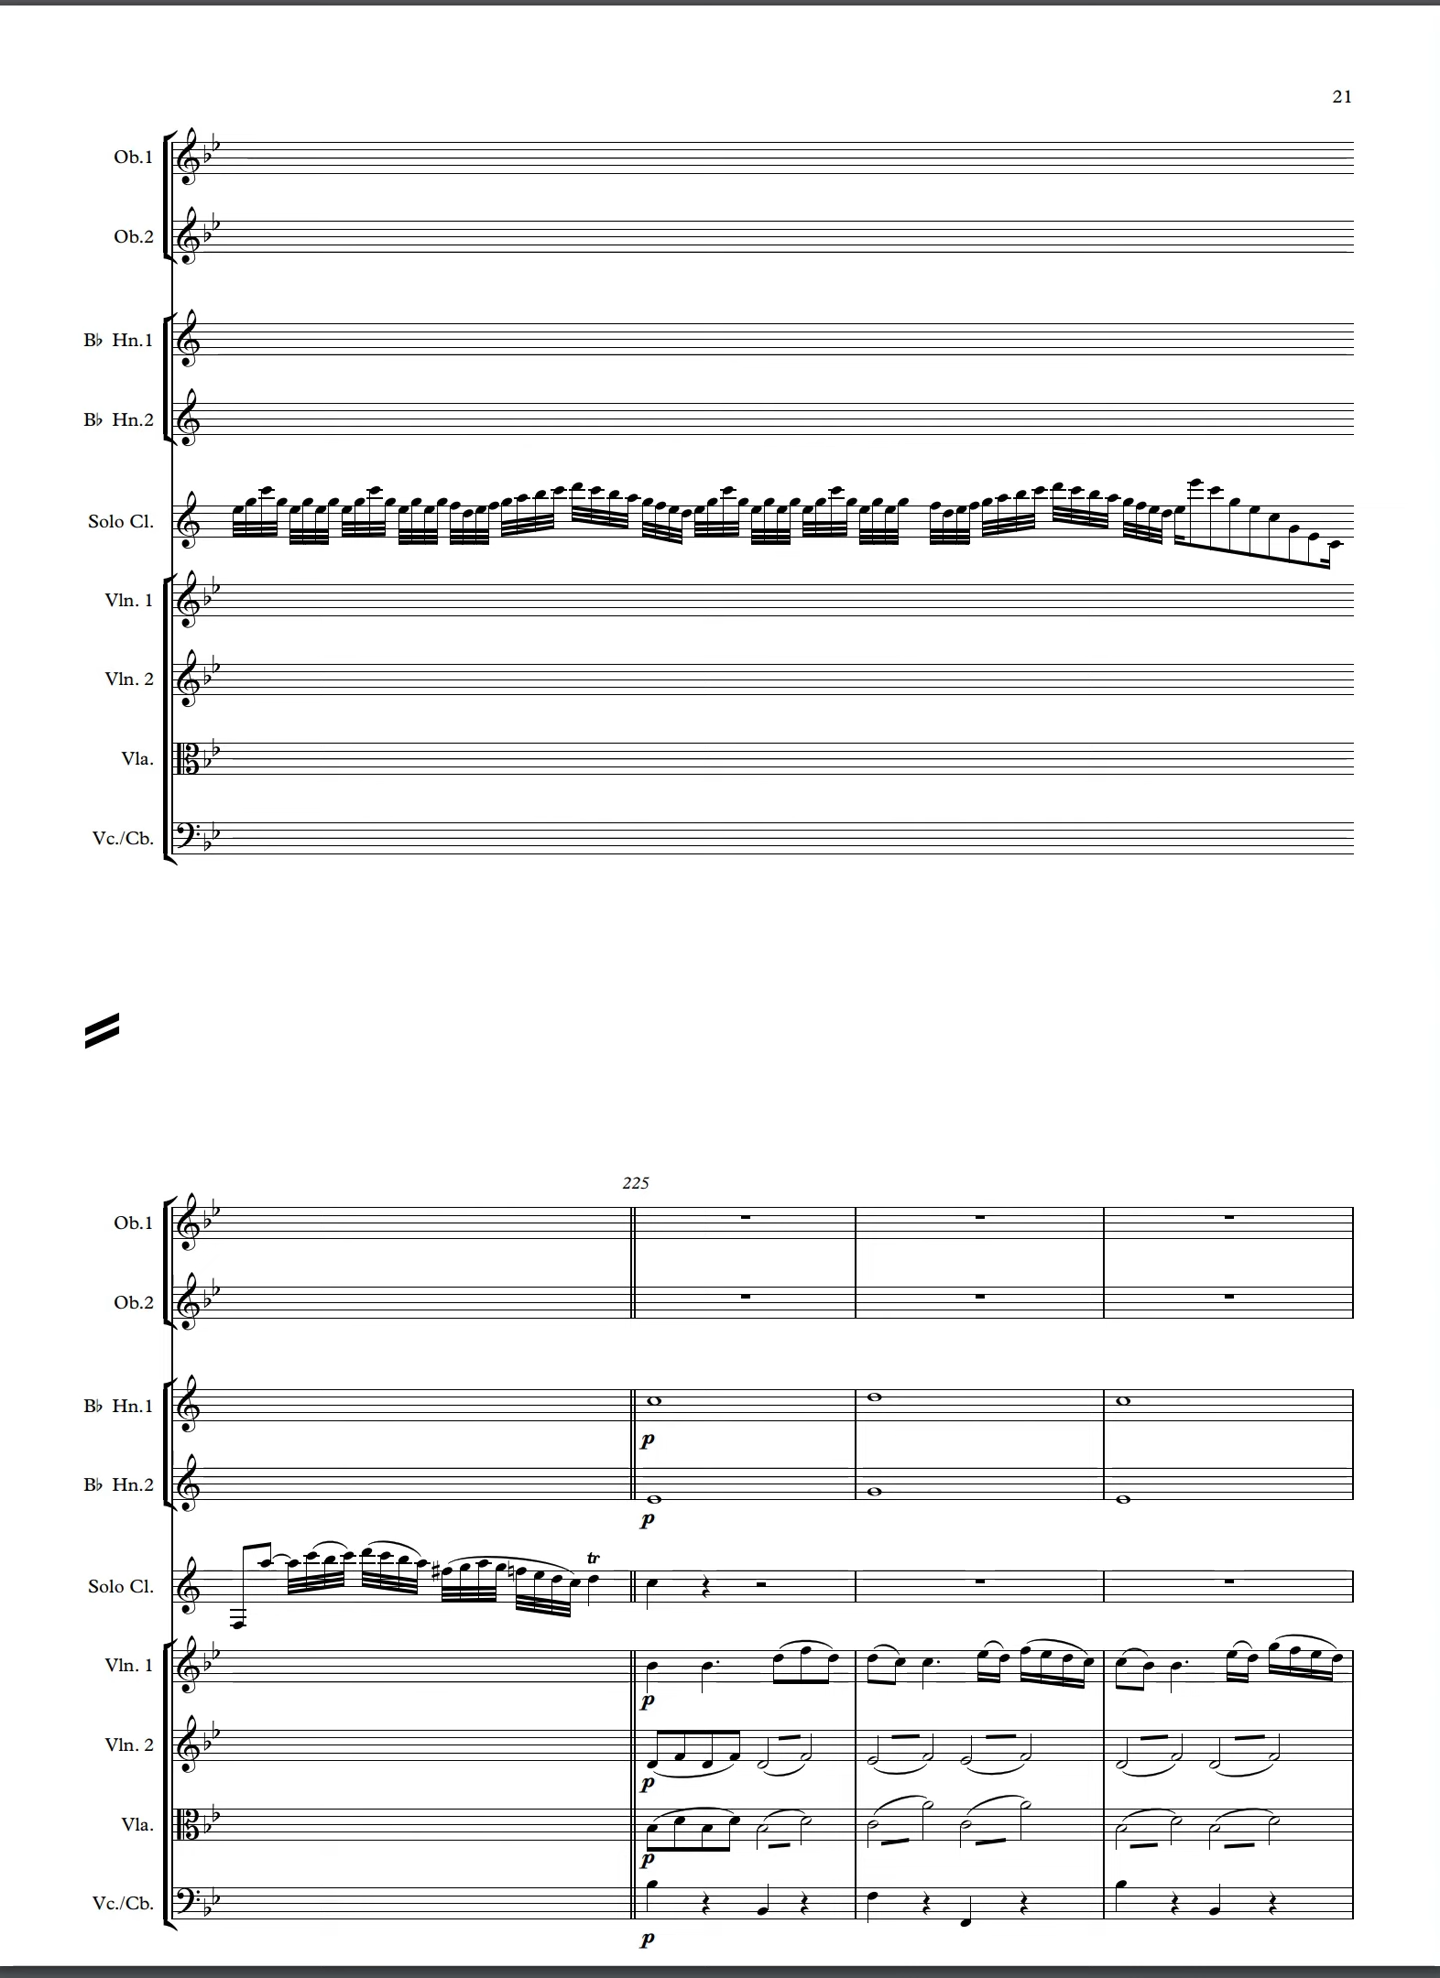 21
Ob.1
Ob.2
B♭ Hn.1
B♭ Hn.2
Solo Cl.
Vln. 1
Vln. 2
Vla.
Vc./Cb.
225
Ob.1
Ob.2
B♭ Hn.1
p
B♭ Hn.2
p
tr
Solo Cl.
Vln. 1
p
Vln. 2
p
Vla.
p
Vc./Cb.
p